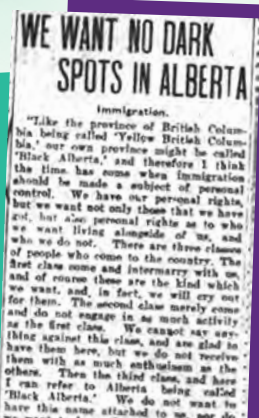 WE WANT NO DARK
SPOTS IN ALBERTA
Immigration.
"Like the province of British Colum-
bia being called 'Yellow British Colum-
bia,' our own province might be called
'Black Alberta,' and therefore I think
the time has come when immigration
should be made a subject of personal
control. We have our personal rights,
but we want not only those that we have
got, but also personal rights as to who
we want living alongside of us, and
who we do not. There are three classes
of people who come to the country. The
first class come and intermarry with us,
and of course these are the kind which
we want, and, in fact, we will cry out
for them. The second class merely come
and do not engage in as much activity
as the first class. We cannot say any-
thing against this class, and are glad to
have them here, but we do not receive
them with as much enthusiasm as the
others. Then the third class, and here
I can refer to Alberta being called
'Black Alberta.' We do not want to
have this name attached to